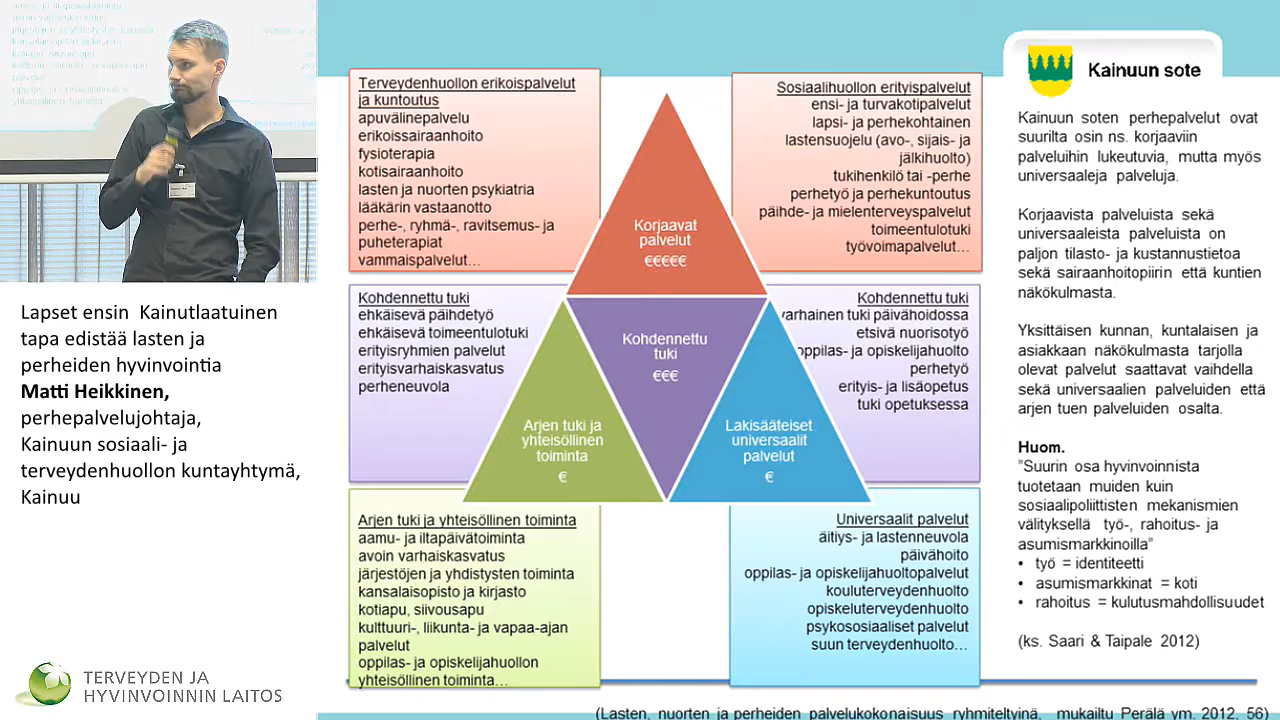 Lapset ensin Kainutlaatuinen
tapa edistää lasten ja
perheiden hyvinvointia
Matti Heikkinen,
perhepalvelujohtaja,
Kainuun sosiaali- ja
terveydenhuollon kuntayhtymä,
Kainuu
TERVEYDEN JA
HYVINVOINNIN LAITOS
Terveydenhuollon erikoispalvelut
ja kuntoutus
apuvälinepalvelu
erikoissairaanhoito
fysioterapia
kotisairaanhoito
lasten ja nuorten psykiatria
lääkärin vastaanotto
perhe-, ryhmä-, ravitsemus- ja
puheterapiat
vammaispalvelut...
Sosiaalihuollon erityispalvelut
ensi- ja turvakotipalvelut
lapsi- ja perhekohtainen
lastensuojelu (avo-, sijais- ja
jälkihuolto)
tukihenkilö tai -perhe
perhetyö ja perhekuntoutus
päihde- ja mielenterveyspalvelut
toimeentulotuki
työvoimapalvelut...
Korjaavat
palvelut
€€€€€
Kohdennettu tuki
ehkäisevä päihdetyö
ehkäisevä toimeentulotuki
erityisryhmien palvelut
erityisvarhaiskasvatus
perheneuvola
Kohdennettu
tuki
€€€
Kohdennettu tuki
varhainen tuki päivähoidossa
etsivä nuorisotyö
oppilas- ja opiskelijahuolto
perhetyö
erityis- ja lisäopetus
tuki opetuksessa
Arjen tuki ja
yhteisöllinen
toiminta
€
Lakisääteiset
universaalit
palvelut
€
Arjen tuki ja yhteisöllinen toiminta
aamu- ja iltapäivätoiminta
avoin varhaiskasvatus
järjestöjen ja yhdistysten toiminta
kansalaisopisto ja kirjasto
kotiapu, siivousapu
kulttuuri-, liikunta- ja vapaa-ajan
palvelut
oppilas- ja opiskelijahuollon
yhteisöllinen toiminta...
Universaalit palvelut
äitiys- ja lastenneuvola
päivähoito
oppilas- ja opiskelijahuoltopalvelut
kouluterveydenhuolto
opiskeluterveydenhuolto
psykososiaaliset palvelut
suun terveydenhuolto...
Kainuun sote
Kainuun soten perhepalvelut ovat
suurilta osin ns. korjaaviin
palveluihin lukeutuvia, mutta myös
universaaleja palveluja.
Korjaavista palveluista sekä
universaaleista palveluista on
paljon tilasto- ja kustannustietoa
sekä sairaanhoitopiirin että kuntien
näkökulmasta.
Yksittäisen kunnan, kuntalaisen ja
asiakkaan näkökulmasta tarjolla
olevat palvelut saattavat vaihdella
sekä universaalien palveluiden että
arjen tuen palveluiden osalta.
Huom.
"Suurin osa hyvinvoinnista
tuotetaan muiden kuin
sosiaalipoliittisten mekanismien
välityksellä työ-, rahoitus- ja
asumismarkkinoilla"
• työ = identiteetti
• asumismarkkinat = koti
• rahoitus = kulutusmahdollisuudet
(ks. Saari & Taipale 2012)
(Lasten, nuorten ja perheiden palvelukokonaisuus ryhmiteltyinä, mukailtu Perälä ym. 2012, 56)